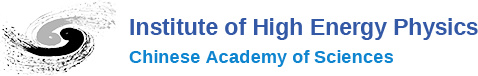 Institute of High Energy Physics
Chinese Academy of Sciences